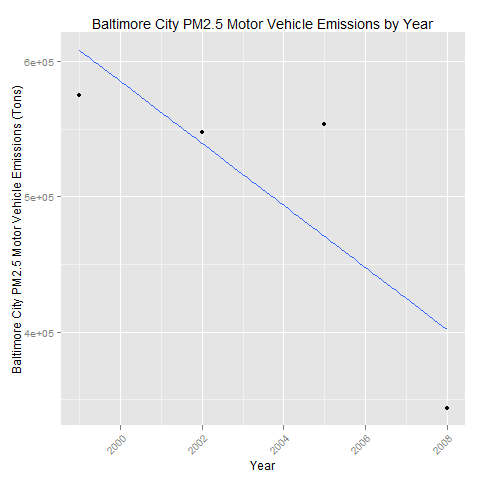 Baltimore City PM2.5 Motor Vehicle Emissions by Year
Baltimore City PM2.5 Motor Vehicle Emissions (Tons)
6e+05
5e+05
4e+05
2000
2002
2004
2006
2008
Year